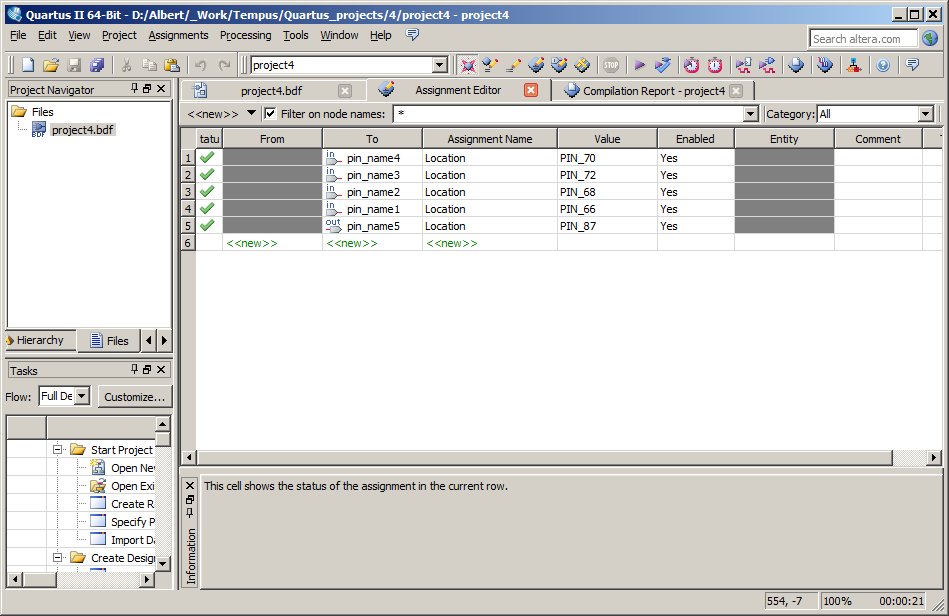 Quartus II 64-Bit - D:/Albert/_Work/Tempus/Quartus_projects/4/project4 - project4
File Edit View Project Assignments Processing Tools Window Help
Search altera.com
project4
STOP
Project Navigator
project4.bdf Assignment Editor Compilation Report - project4
Files
project4.bdf
<<new>> Filter on node names: * Category: All
tatu From To Assignment Name Value Enabled Entity Comment
1 in pin_name4 Location PIN_70 Yes
2 in pin_name3 Location PIN_72 Yes
3 in pin_name2 Location PIN_68 Yes
4 in pin_name1 Location PIN_66 Yes
5 out pin_name5 Location PIN_87 Yes
6 <<new>> <<new>> <<new>>
Hierarchy Files
Tasks
Flow: Full De Customize...
Start Project
Open Nev
Open Exi
Create R
Specify P
Import Da
Create Desig
This cell shows the status of the assignment in the current row.
Information
554, -7 100% 00:00:21